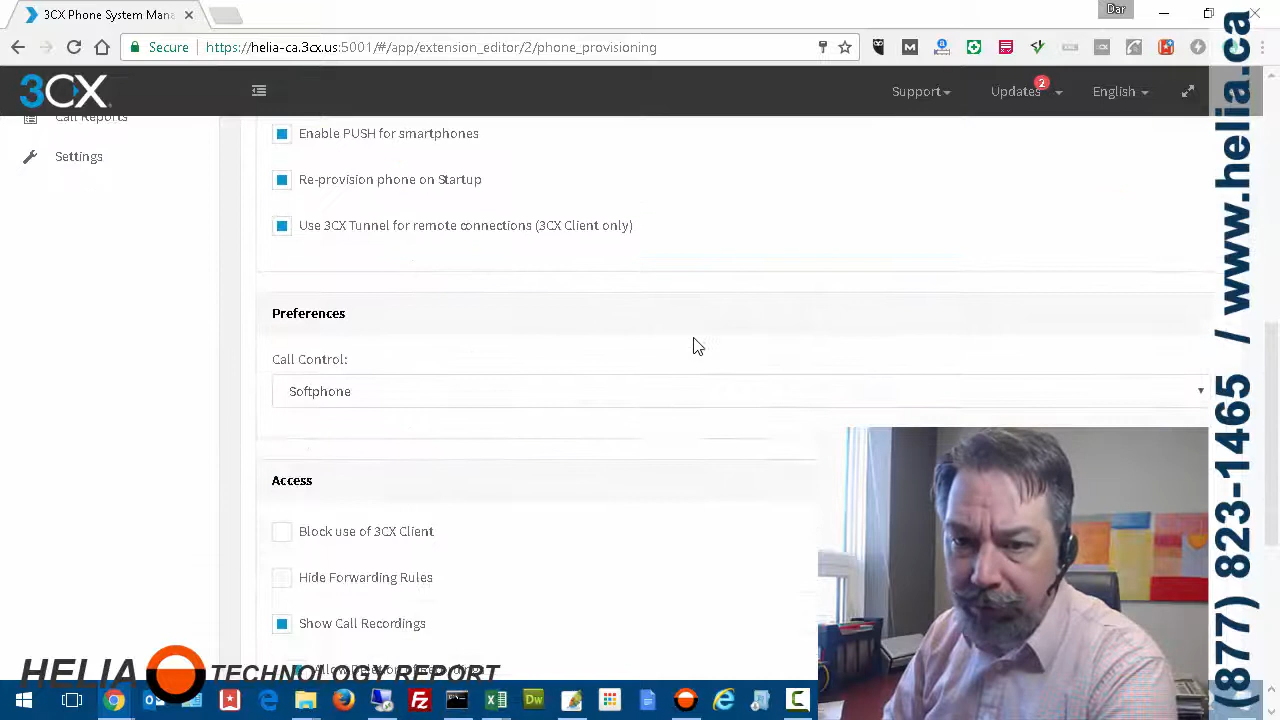 3CX Phone System Mana
Dar
Secure
https://helia-ca.3cx.us:5001/#/app/extension_editor/2/
e_provisioning
3CX
Support
Updates
2
English
Call Reports
Settings
Enable PUSH for smartphones
Re-provision phone on Startup
Use 3CX Tunnel for remote connections (3CX Client only)
Preferences
Call Control:
Softphone
Access
Block use of 3CX Client
Hide Forwarding Rules
Show Call Recordings
HELIA TECHNOLOGY REPORT
(877) 823-1465 / www.helia.ca